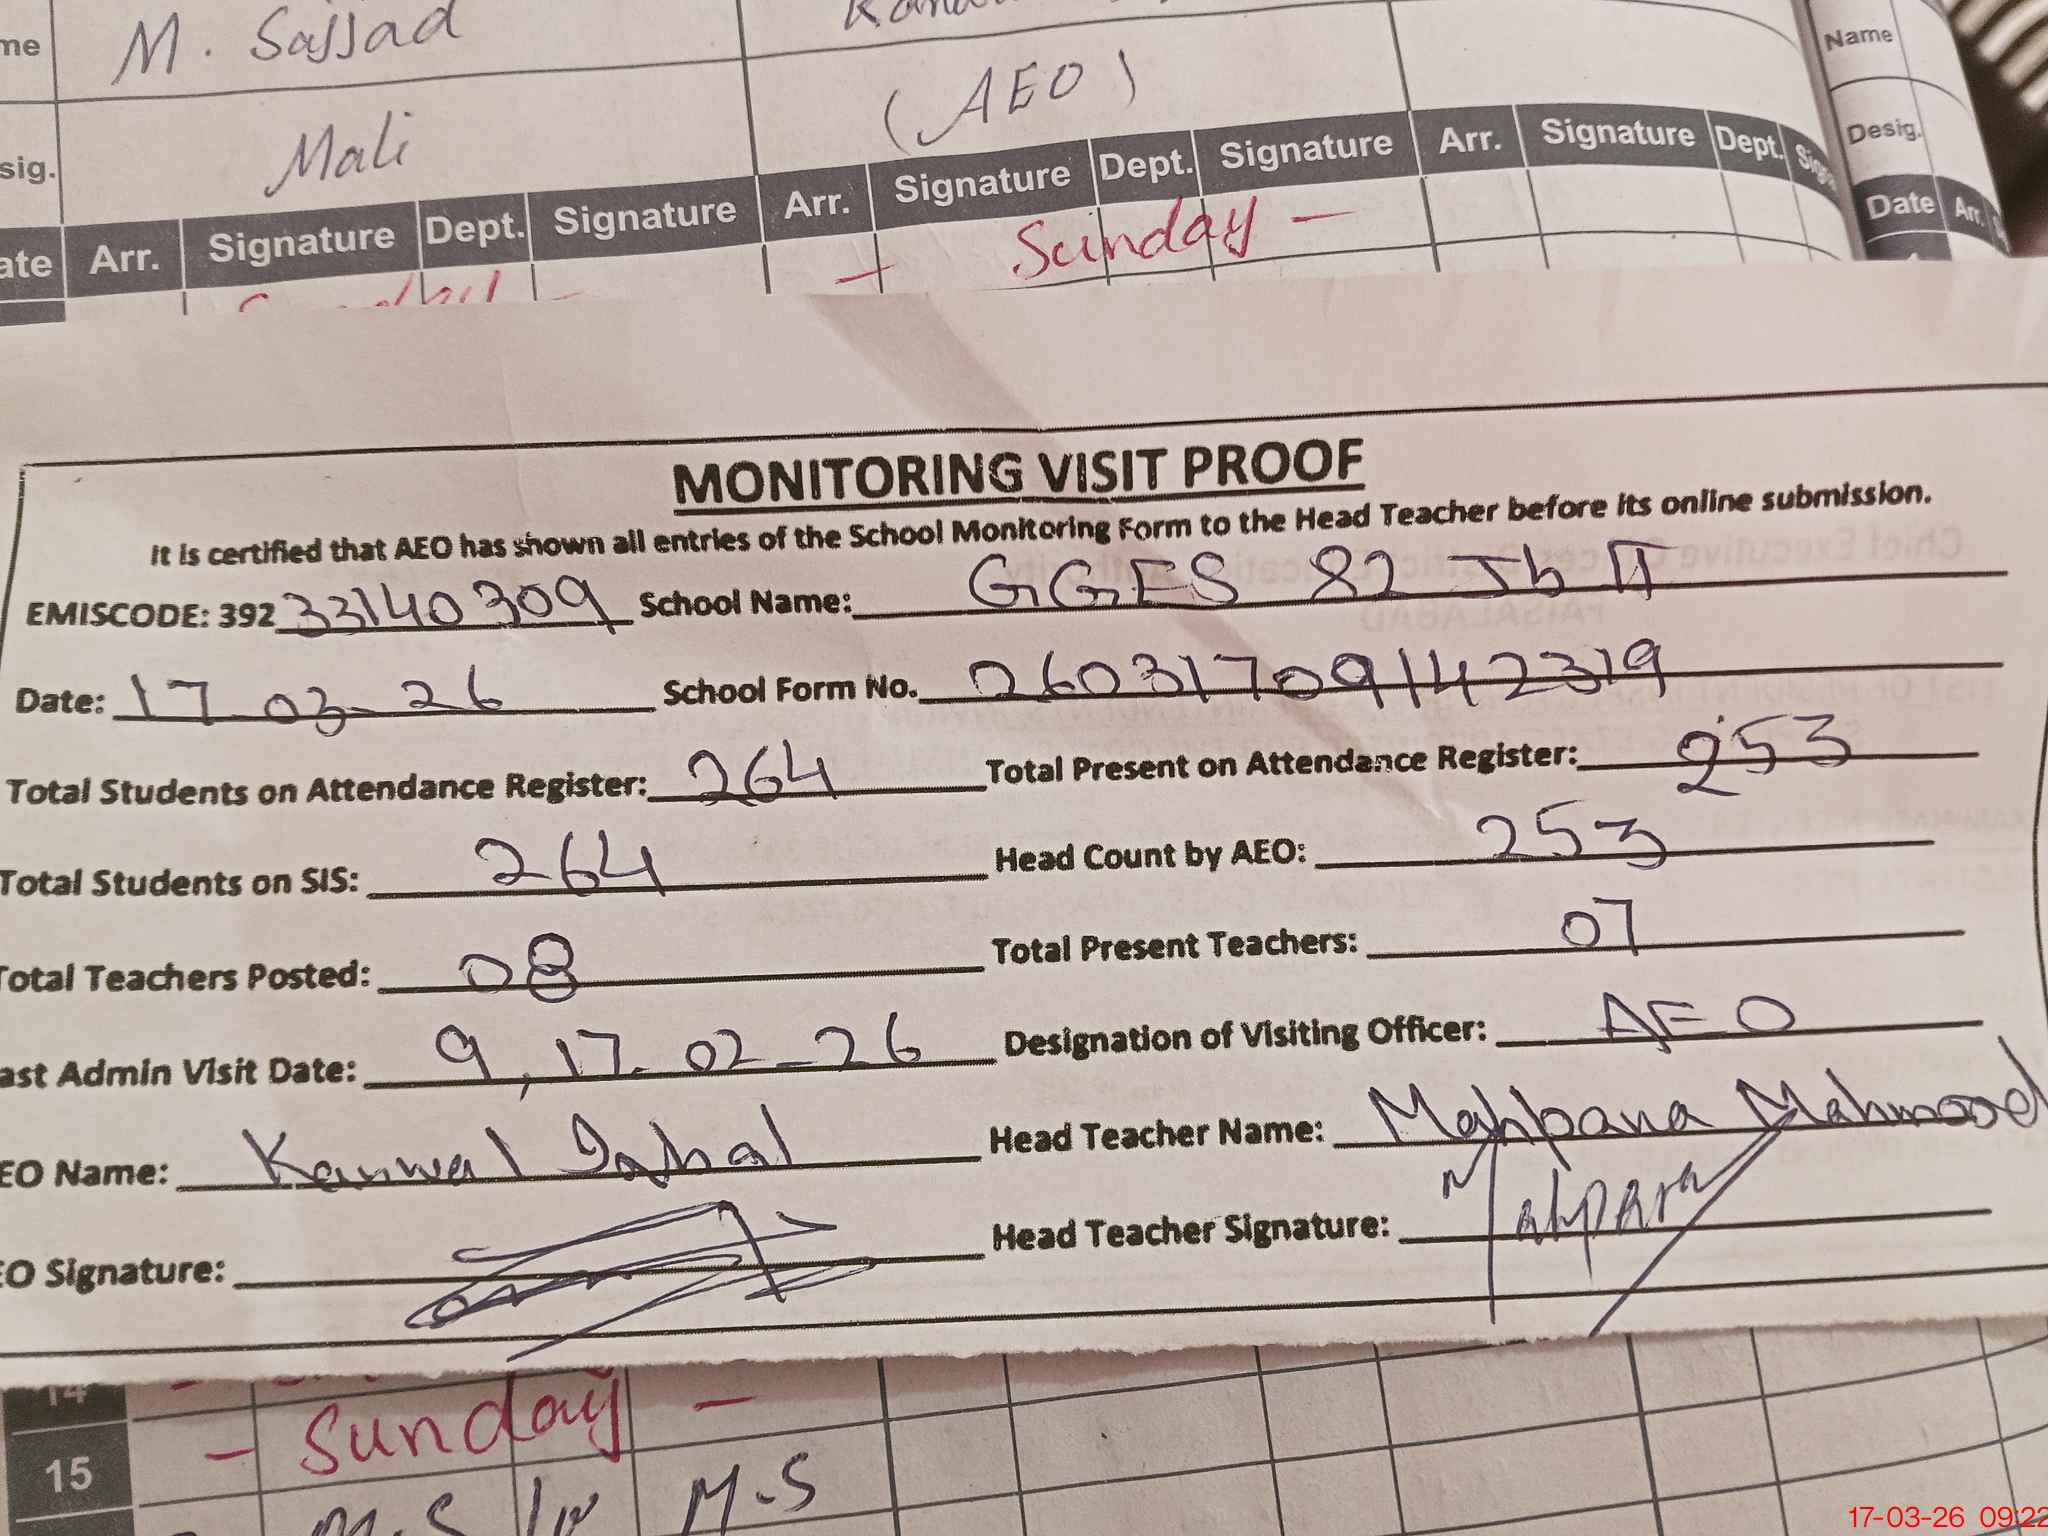 me M. Sajjad
sig. Mali (AEO)
ate Arr. Signature Dept. Signature Arr. Signature Dept. Signature Arr. Signature Dept.
Name
Desig.
Date Arr.
— Sunday —
MONITORING VISIT PROOF
It is certified that AEO has shown all entries of the School Monitoring Form to the Head Teacher before its online submission.
EMISCODE: 392 33140309 School Name: GGES 82 Jb II
Date: 17-03-26 School Form No. 26031709142319
Total Students on Attendance Register: 264 Total Present on Attendance Register: 253
Total Students on SIS: 264 Head Count by AEO: 253
Total Teachers Posted: 08 Total Present Teachers: 07
ast Admin Visit Date: 9, 17-02-26 Designation of Visiting Officer: AEO
EO Name: Kanwal Iqbal Head Teacher Name: Mahpara Mahmood
EO Signature: Head Teacher Signature: Mahpara
14
15 — Sunday —
M.S M.S
17-03-26 09:22